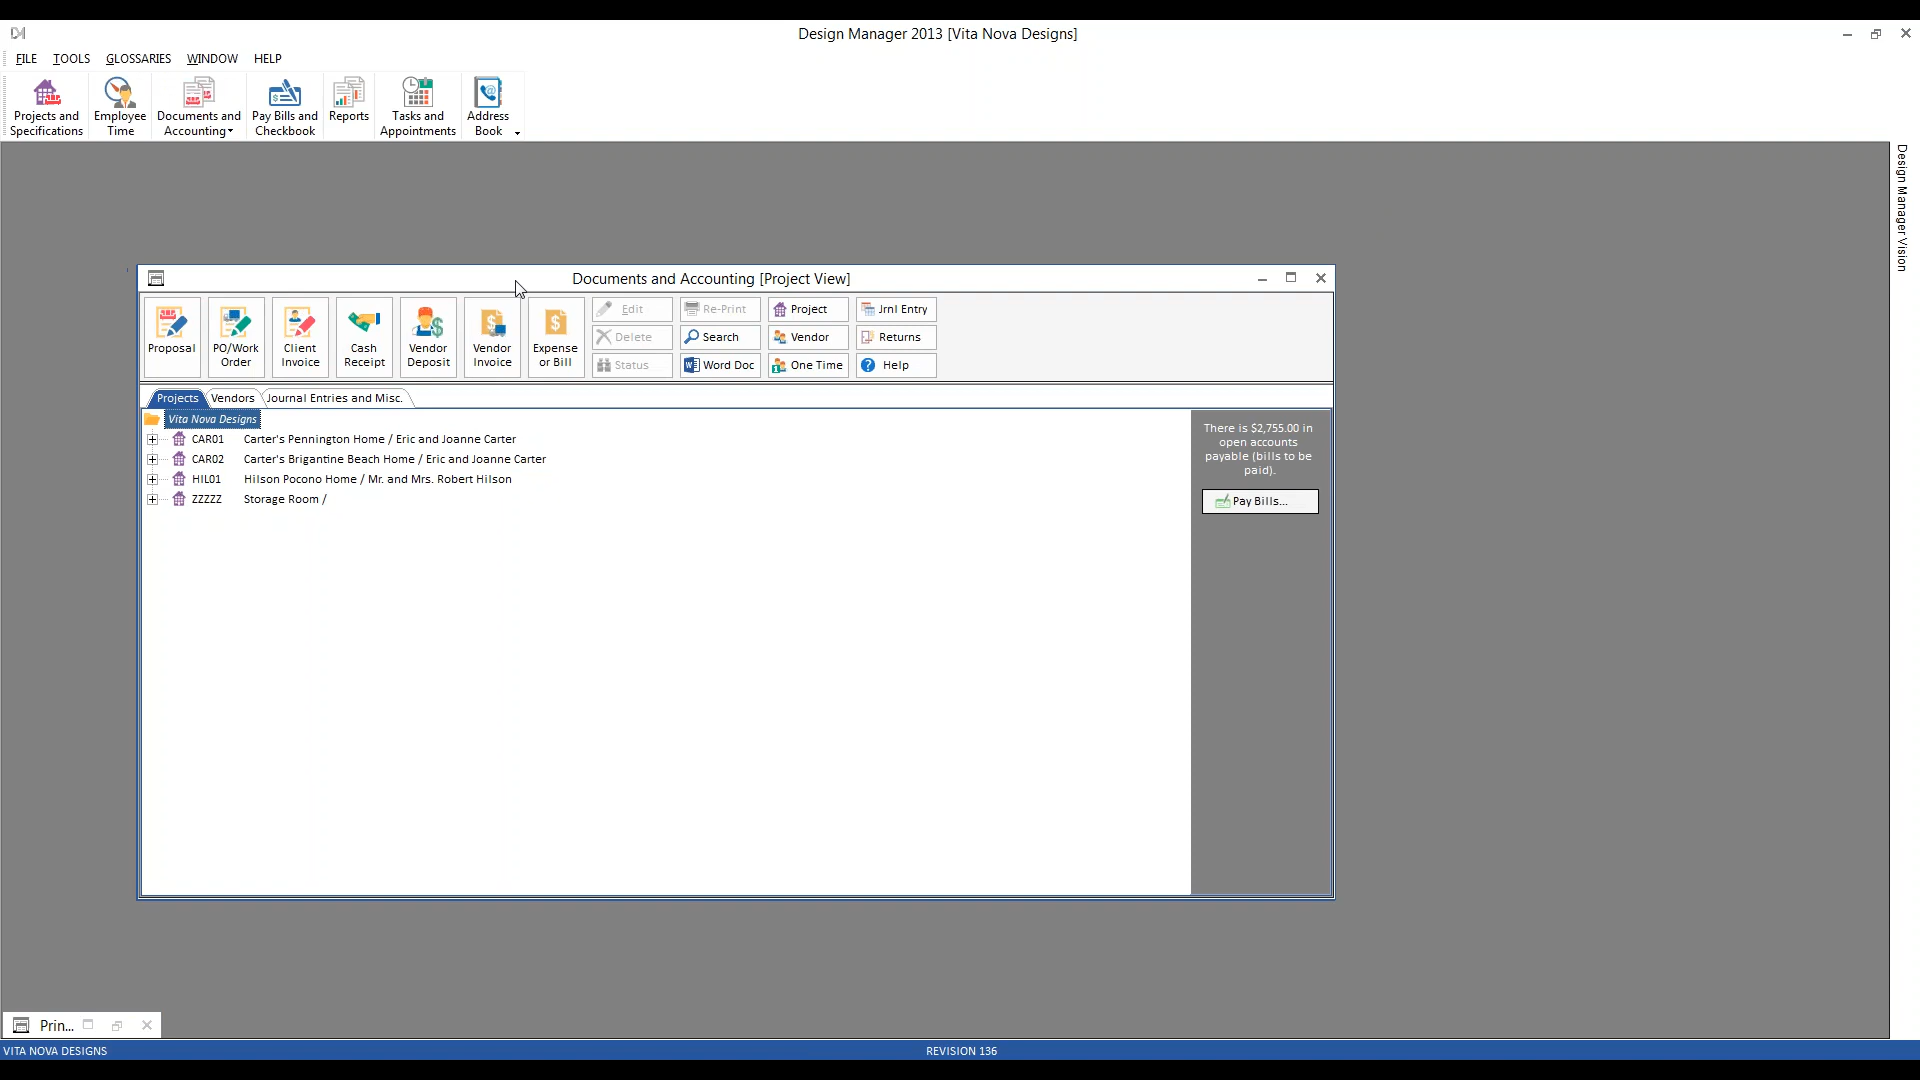 Design Manager 2013 [Vita Nova Designs]
FILE TOOLS GLOSSARIES WINDOW HELP
Projects and Specifications
Employee Time
Documents and Accounting
Pay Bills and Checkbook
Reports
Tasks and Appointments
Address Book
Design Manager Vision
Documents and Accounting [Project View]
Proposal
PO/Work Order
Client Invoice
Cash Receipt
Vendor Deposit
Vendor Invoice
Expense or Bill
Edit Re-Print Project Jrnl Entry
Delete Search Vendor Returns
Status Word Doc One Time Help
Projects Vendors Journal Entries and Misc.
Vita Nova Designs
CAR01 Carter's Pennington Home / Eric and Joanne Carter
CAR02 Carter's Brigantine Beach Home / Eric and Joanne Carter
HIL01 Hilson Pocono Home / Mr. and Mrs. Robert Hilson
ZZZZZ Storage Room /
There is $2,755.00 in
open accounts
payable (bills to be
paid).
Pay Bills...
Prin...
VITA NOVA DESIGNS REVISION 136